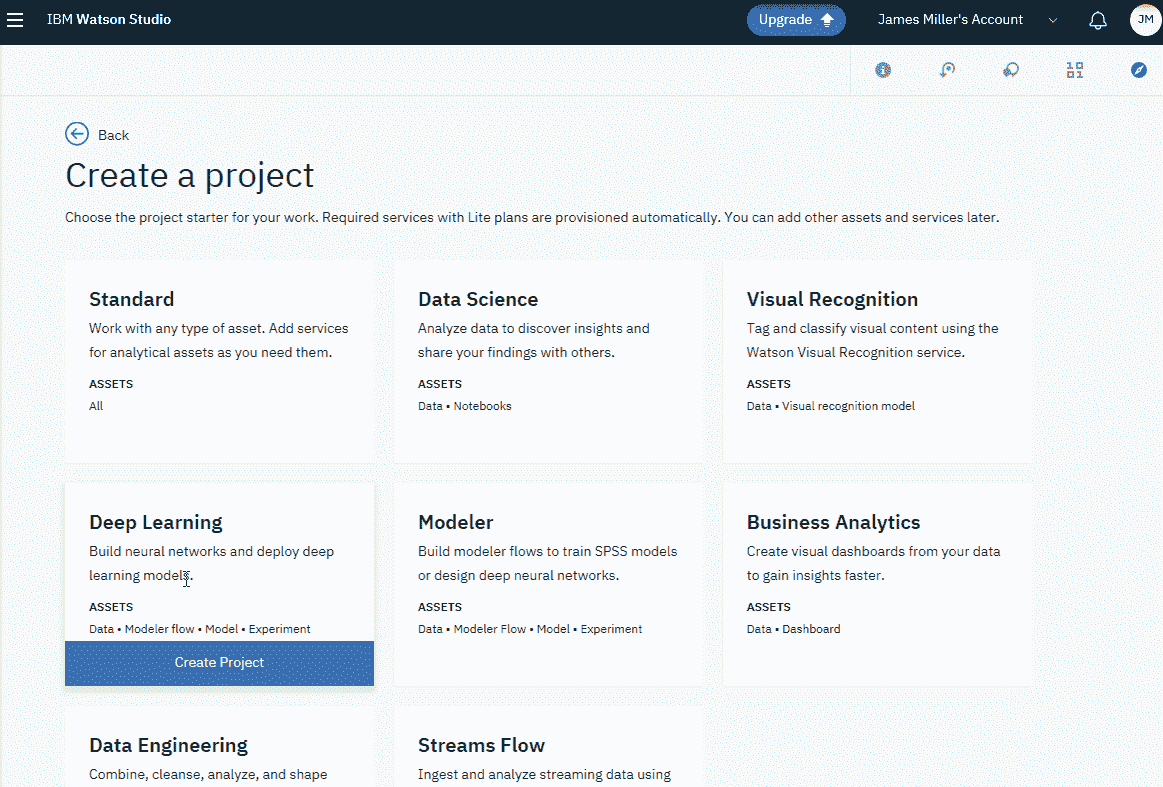 IBM Watson Studio
Upgrade
James Miller's Account
JM
Back
Create a project
Choose the project starter for your work. Required services with Lite plans are provisioned automatically. You can add other assets and services later.
Standard
Work with any type of asset. Add services
for analytical assets as you need them.
ASSETS
All
Data Science
Analyze data to discover insights and
share your findings with others.
ASSETS
Data • Notebooks
Visual Recognition
Tag and classify visual content using the
Watson Visual Recognition service.
ASSETS
Data • Visual recognition model
Deep Learning
Build neural networks and deploy deep
learning models.
ASSETS
Data • Modeler flow • Model • Experiment
Create Project
Modeler
Build modeler flows to train SPSS models
or design deep neural networks.
ASSETS
Data • Modeler Flow • Model • Experiment
Business Analytics
Create visual dashboards from your data
to gain insights faster.
ASSETS
Data • Dashboard
Data Engineering
Combine, cleanse, analyze, and shape
Streams Flow
Ingest and analyze streaming data using